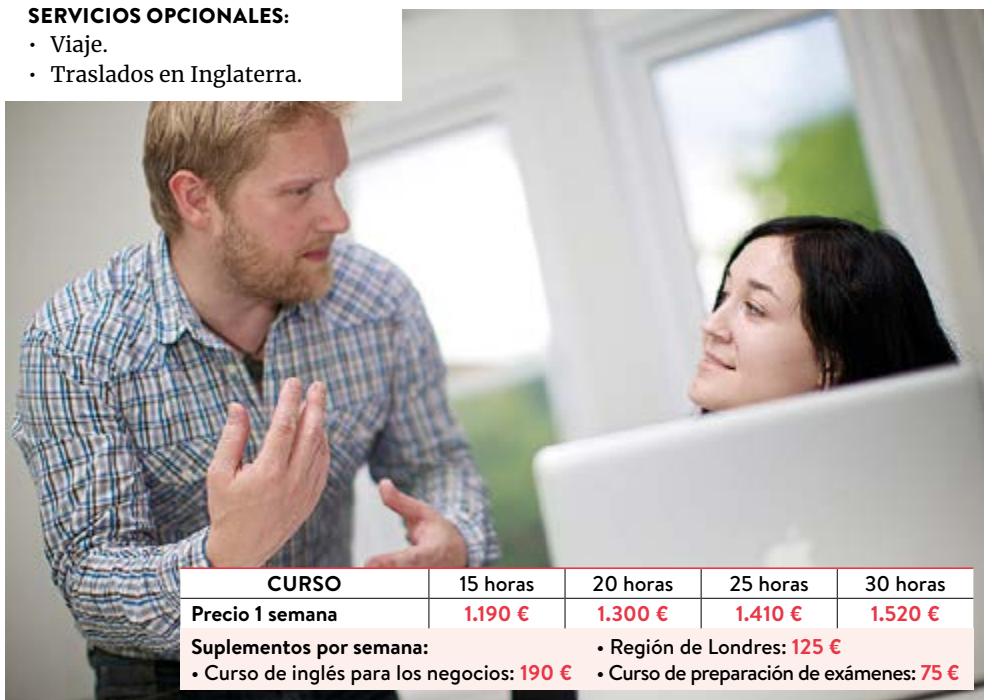 SERVICIOS OPCIONALES:
· Viaje.
· Traslados en Inglaterra.
CURSO 15 horas 20 horas 25 horas 30 horas
Precio 1 semana 1.190 € 1.300 € 1.410 € 1.520 €
Suplementos por semana:
• Curso de inglés para los negocios: 190 €
• Región de Londres: 125 €
• Curso de preparación de exámenes: 75 €